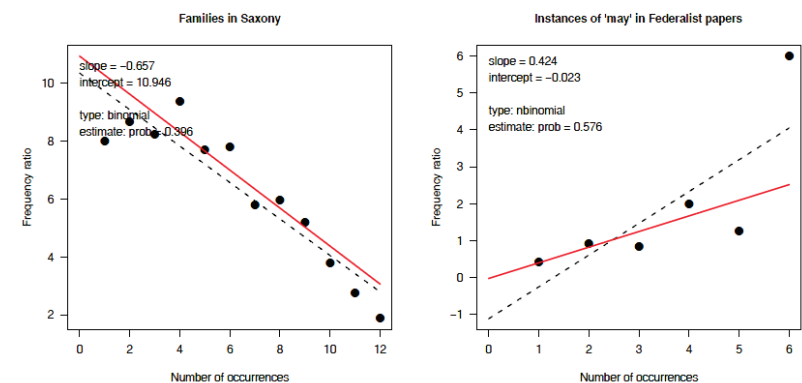 Families in Saxony
slope = −0.657
intercept = 10.946
type: binomial
estimate: prob = 0.396
Frequency ratio
10
8
6
4
2
0 2 4 6 8 10 12
Number of occurrences
Instances of 'may' in Federalist papers
slope = 0.424
intercept = −0.023
type: nbinomial
estimate: prob = 0.576
Frequency ratio
6
5
4
3
2
1
0
−1
0 1 2 3 4 5 6
Number of occurrences